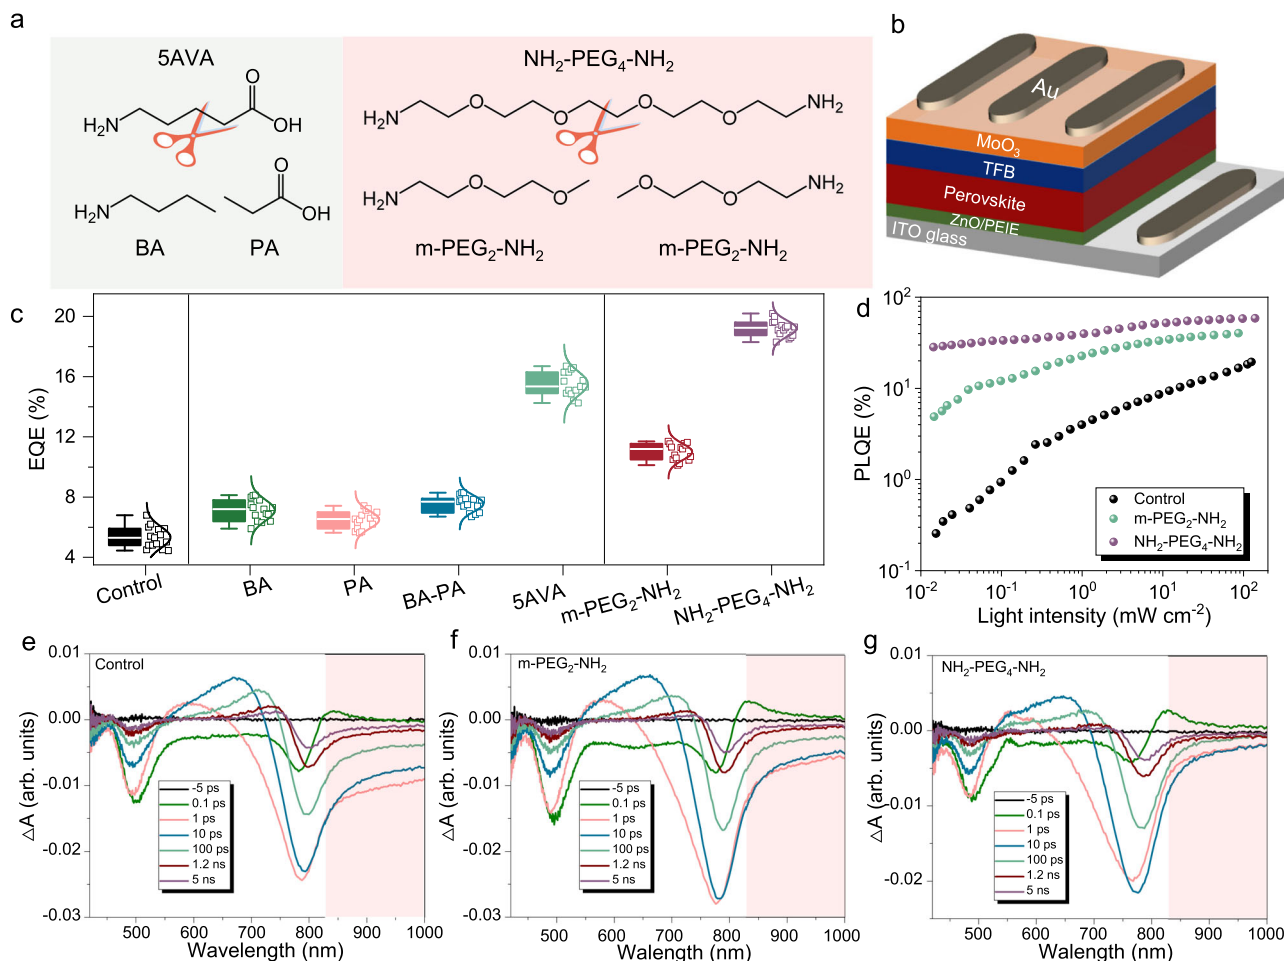 a
5AVA
NH2-PEG4-NH2
O
H2N
OH
H2N
O
O
O
O
NH2
H2N
O
OH
H2N
O
O
O
O
NH2
BA
PA
m-PEG2-NH2
m-PEG2-NH2
b
Au
MoO3
TFB
Perovskite
ZnO/PEIE
ITO glass
c
EQE (%)
20
16
12
8
4
Control
BA
PA
BA-PA
5AVA
m-PEG2-NH2
NH2-PEG4-NH2
d
PLQE (%)
10^2
10^1
10^0
10^-1
Control
m-PEG2-NH2
NH2-PEG4-NH2
10^-2
10^-1
10^0
10^1
10^2
Light intensity (mW cm^-2)
e
Control
△A (arb. units)
0.01
0.00
-0.01
-0.02
-0.03
-5 ps
0.1 ps
1 ps
10 ps
100 ps
1.2 ns
5 ns
500
600
700
800
900
1000
Wavelength (nm)
f
m-PEG2-NH2
△A (arb. units)
0.01
0.00
-0.01
-0.02
-0.03
-5 ps
0.1 ps
1 ps
10 ps
100 ps
1.2 ns
5 ns
500
600
700
800
900
1000
Walength (nm)
g
NH2-PEG4-NH2
△A (arb. units)
0.01
0.00
-0.01
-0.02
-5 ps
0.1 ps
1 ps
10 ps
100 ps
1.2 ns
5 ns
500
600
700
800
900
1000
Walength (nm)